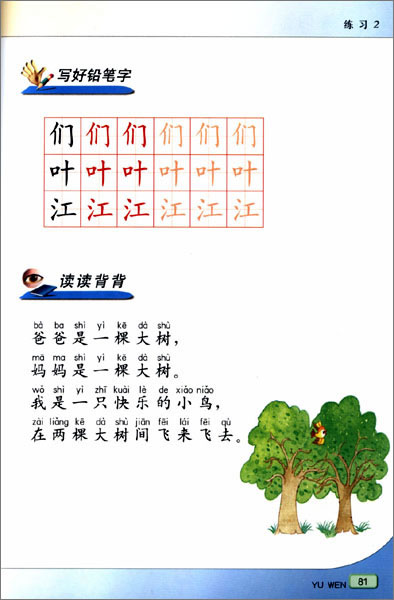 练习 2
写好铅笔字
们 们 们 们 们 们
叶 叶 叶 叶 叶 叶
江 江 江 江 江 江
读读背背
bà ba shì yì kē dà shù
爸爸是一棵大树，
mā ma shì yì kē dà shù
妈妈是一棵大树。
wǒ shì yì zhī kuài lè de xiǎo niǎo
我是一只快乐的小鸟，
zài liǎng kē dà shù jiān fēi lái fēi qù
在两棵大树间飞来飞去。
YU WEN 81